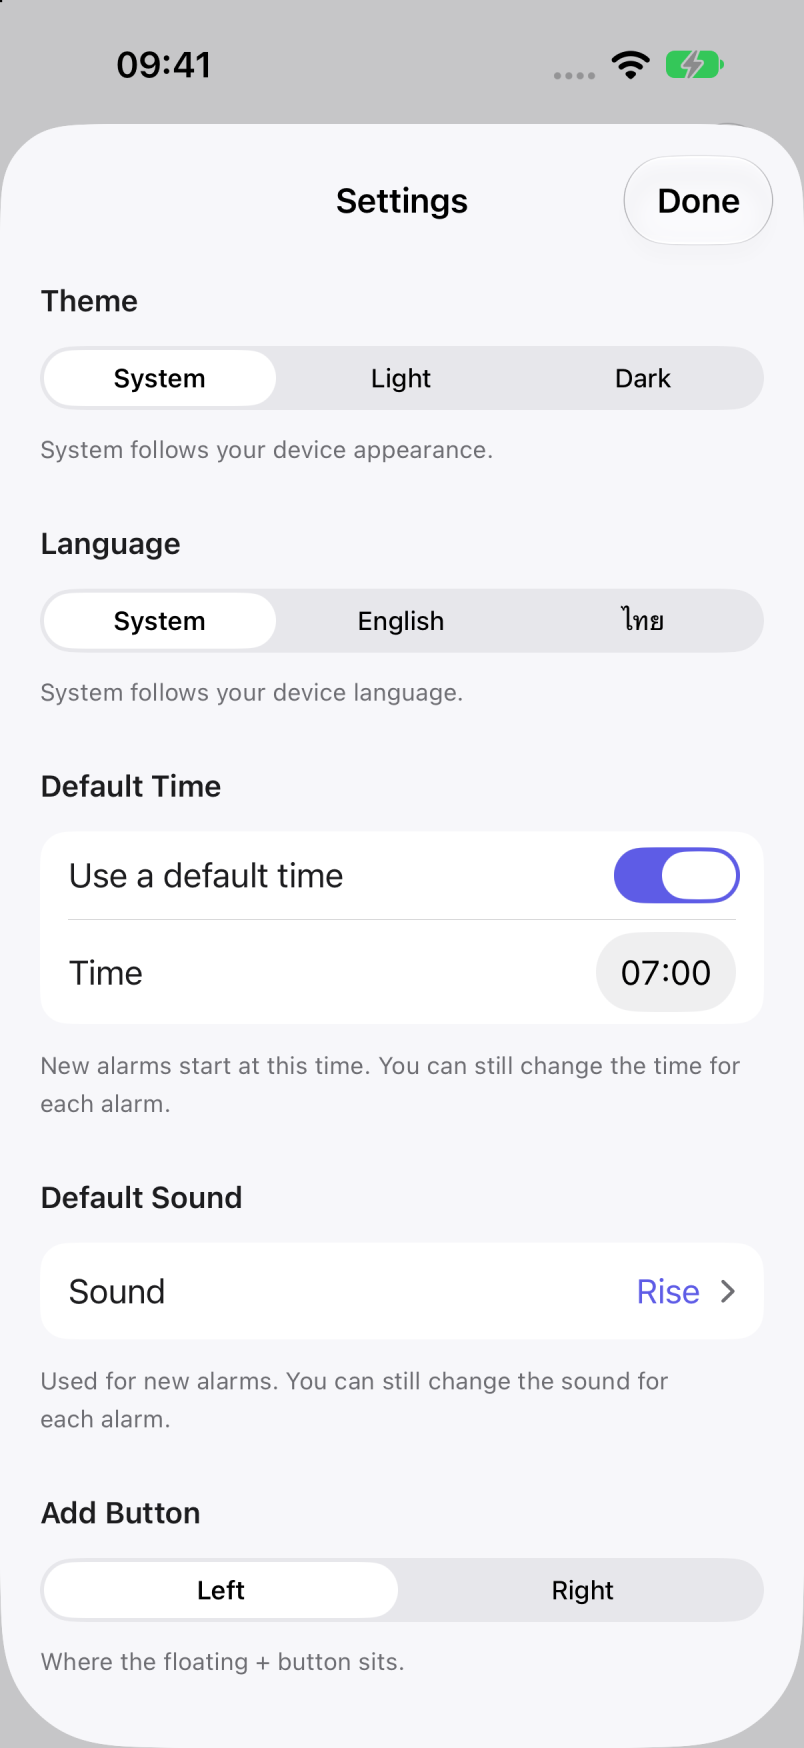 09:41
Settings
Done
Theme
System
Light
Dark
System follows your device appearance.
Language
System
English
ไทย
System follows your device language.
Default Time
Use a default time
Time
07:00
New alarms start at this time. You can still change the time for
each alarm.
Default Sound
Sound
Rise
Used for new alarms. You can still change the sound for
each alarm.
Add Button
Left
Right
Where the floating + button sits.